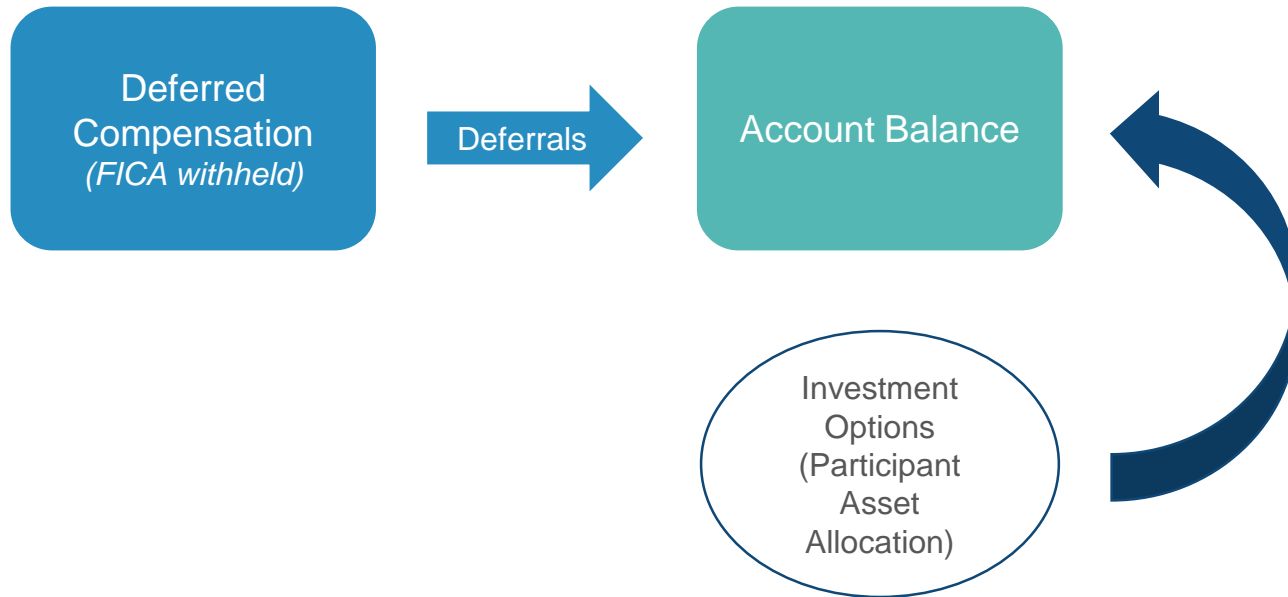 Deferred
Compensation
(FICA withheld)
Deferrals
Account Balance
Investment
Options
(Participant
Asset
Allocation)